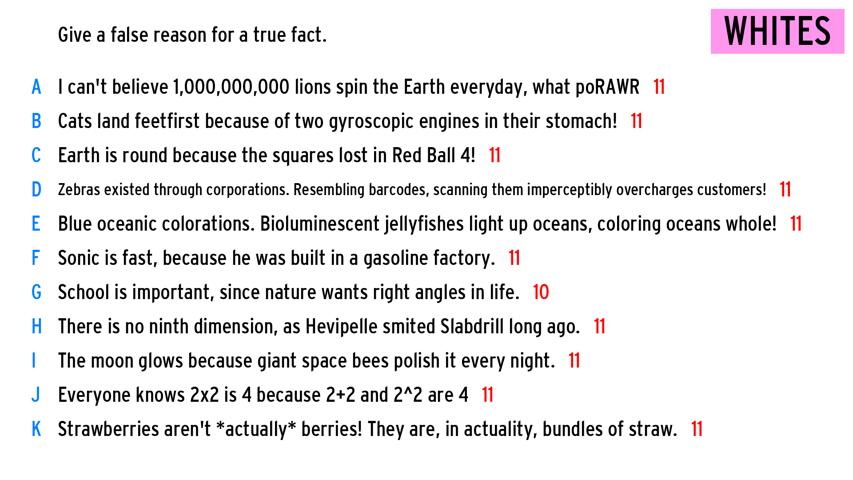 Give a false reason for a true fact.
WHITES
A I can't believe 1,000,000,000 lions spin the Earth everyday, what poRAWR 11
B Cats land feetfirst because of two gyroscopic engines in their stomach! 11
C Earth is round because the squares lost in Red Ball 4! 11
D Zebras existed through corporations. Resembling barcodes, scanning them imperceptibly overcharges customers! 11
E Blue oceanic colorations. Bioluminescent jellyfishes light up oceans, coloring oceans whole! 11
F Sonic is fast, because he was built in a gasoline factory. 11
G School is important, since nature wants right angles in life. 10
H There is no ninth dimension, as Hevipelle smited Slabdrill long ago. 11
I The moon glows because giant space bees polish it every night. 11
J Everyone knows 2x2 is 4 because 2+2 and 2^2 are 4 11
K Strawberries aren't *actually* berries! They are, in actuality, bundles of straw. 11